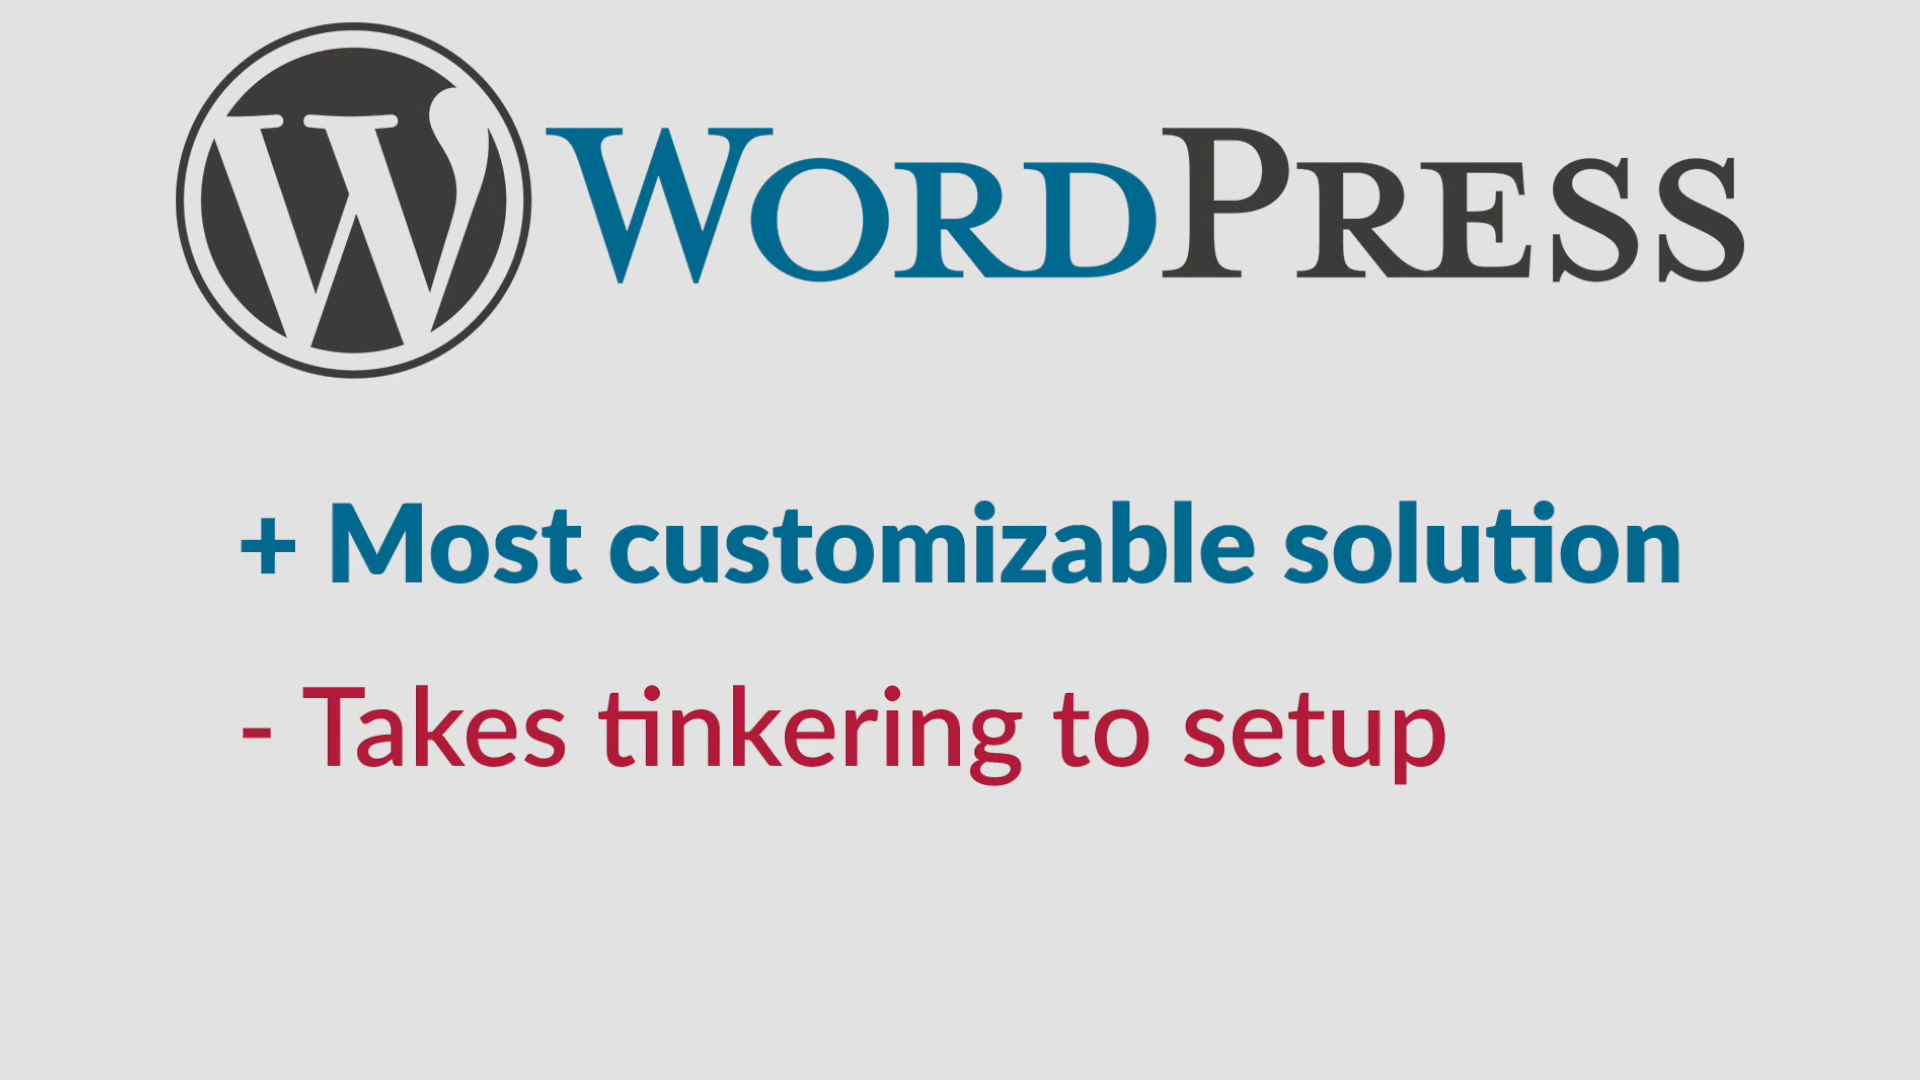 W WORDPRESS
+ Most customizable solution
- Takes tinkering to setup